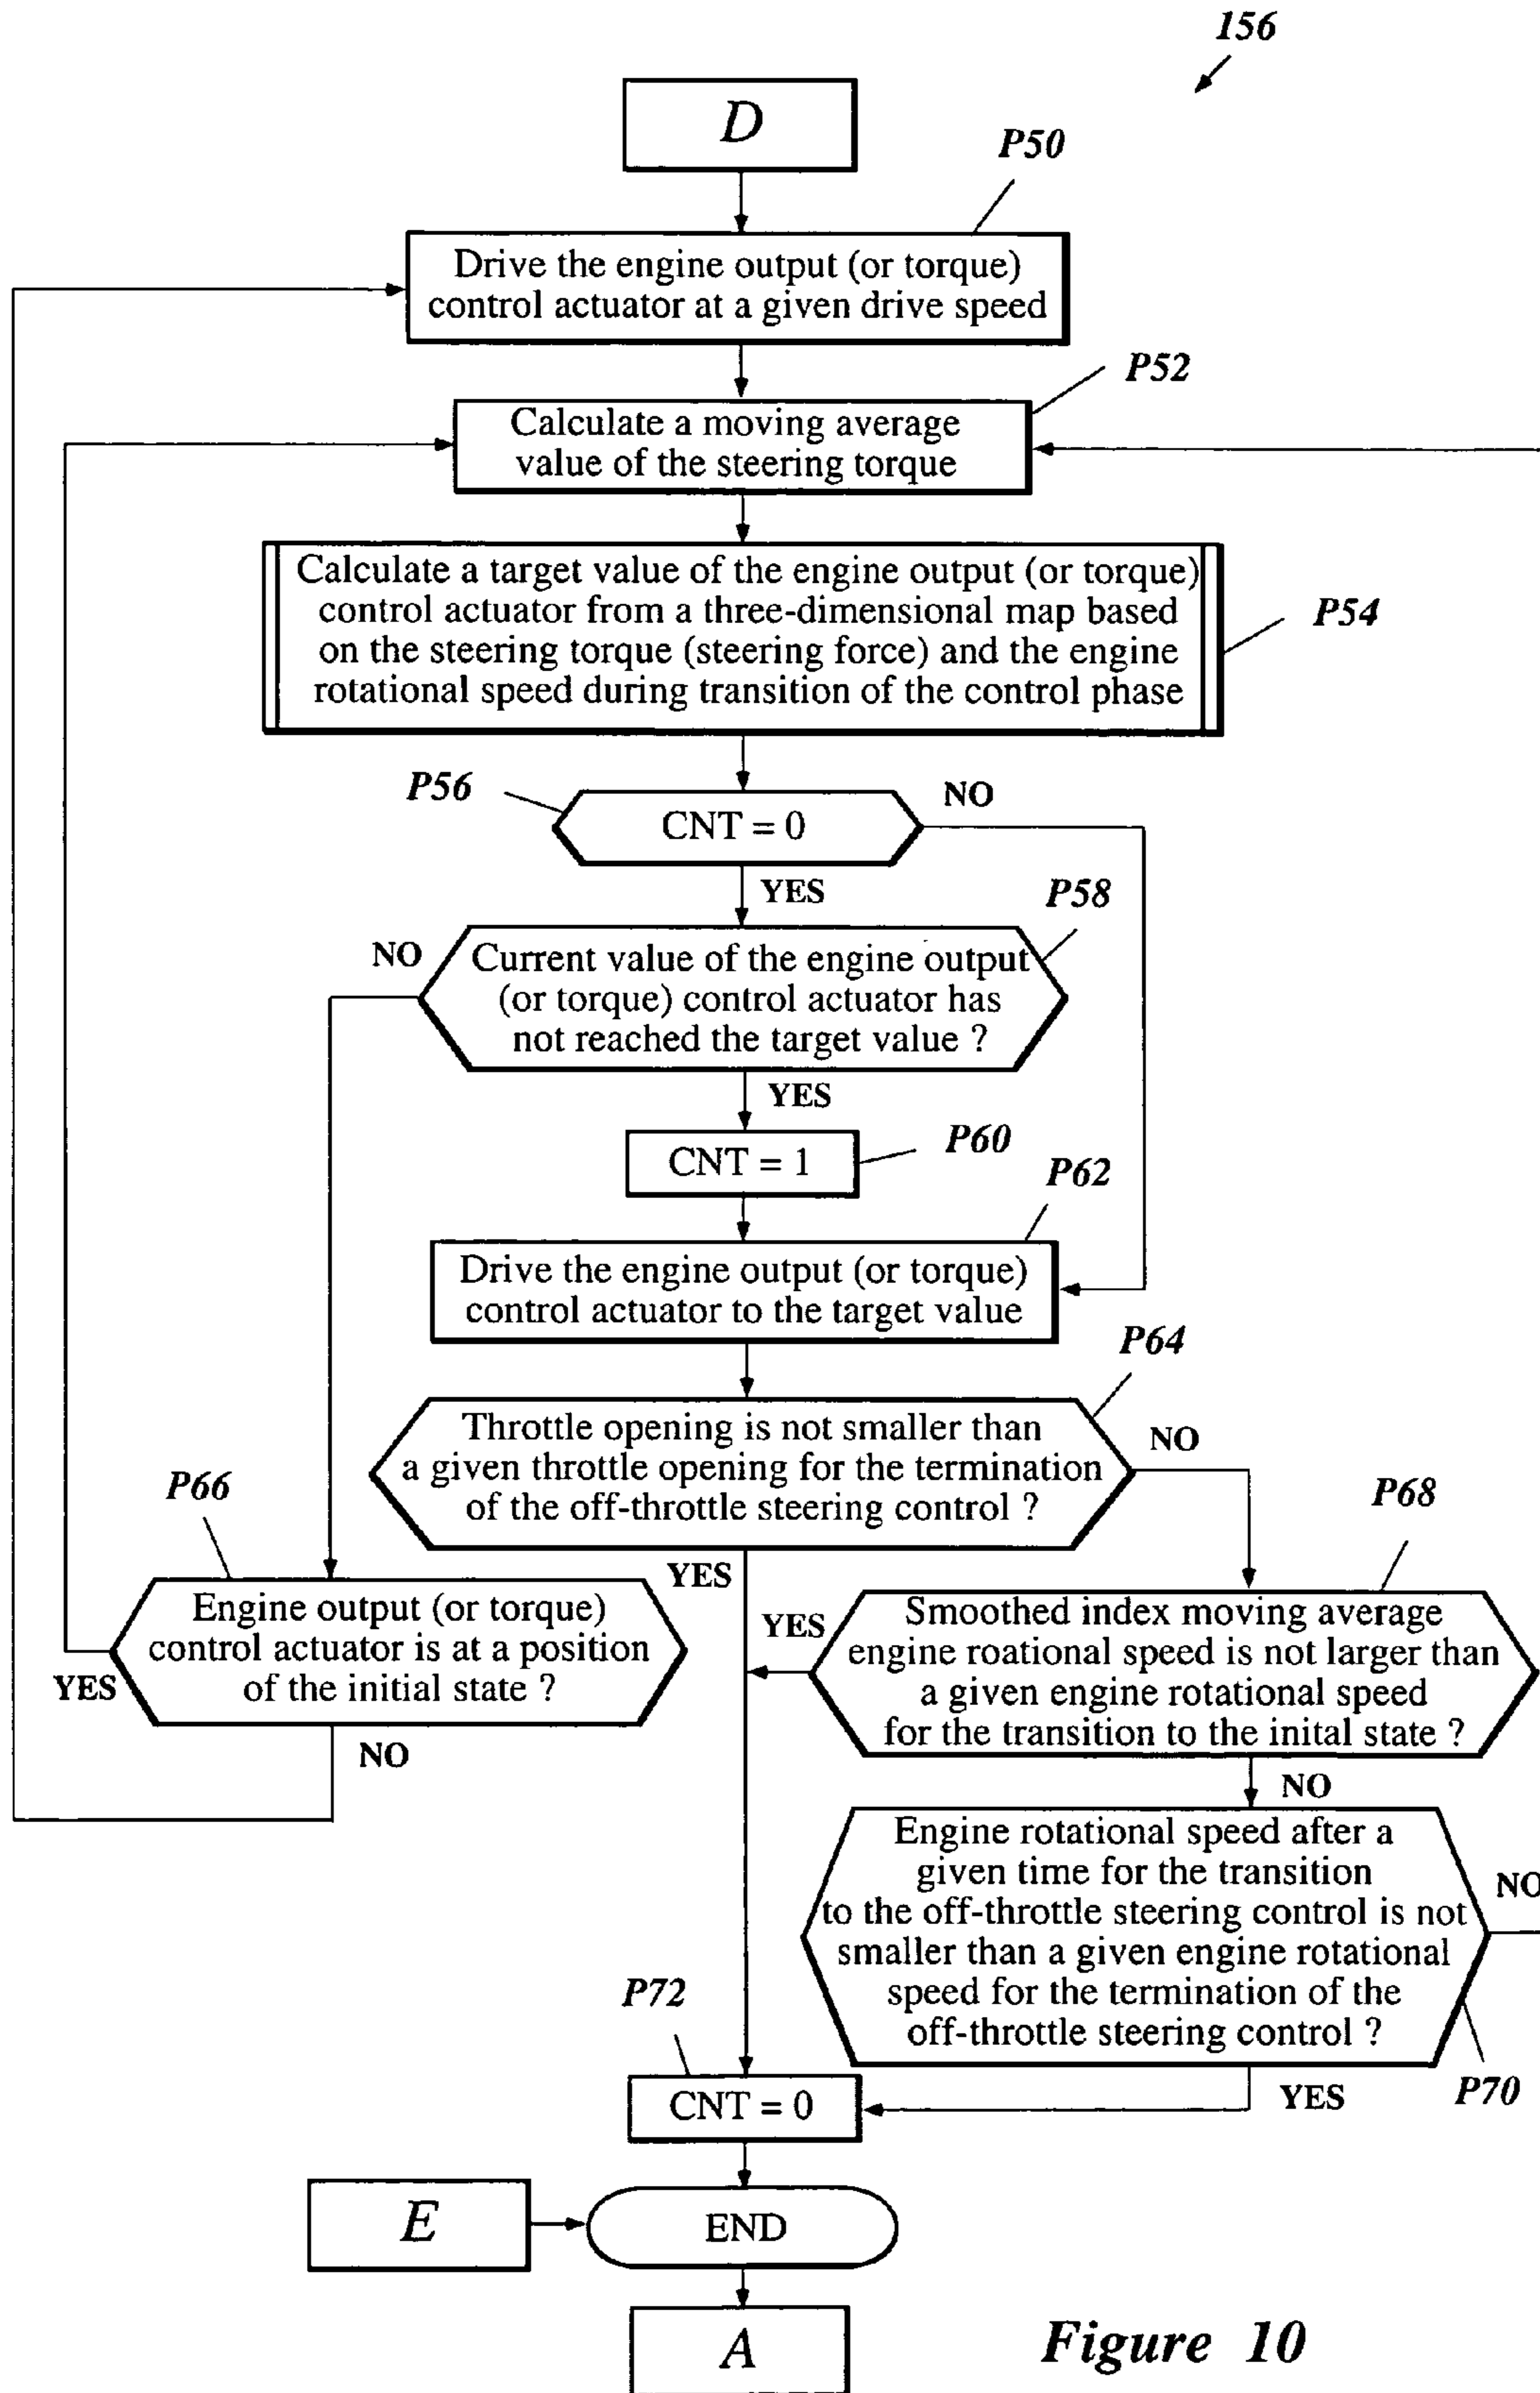 156
D
P50
Drive the engine output (or torque)
control actuator at a given drive speed
P52
Calculate a moving average
value of the steering torque
Calculate a target value of the engine output (or torque)
control actuator from a three-dimensional map based
on the steering torque (steering force) and the engine
rotational speed during transition of the control phase
P54
P56
CNT = 0
NO
YES
P58
NO
Current value of the engine output
(or torque) control actuator has
not reached the target value ?
YES
CNT = 1
P60
P62
Drive the engine output (or torque)
control actuator to the target value
P64
Throttle opening is not smaller than
a given throttle opening for the termination
of the off-throttle steering control ?
NO
YES
P66
Engine output (or torque)
control actuator is at a position
of the initial state ?
YES
NO
P68
YES
Smoothed index moving average
engine roational speed is not larger than
a given engine rotational speed
for the transition to the inital state ?
NO
Engine rotational speed after a
given time for the transition
to the off-throttle steering control is not
smaller than a given engine rotational
speed for the termination of the
off-throttle steering control ?
NO
P70
YES
P72
CNT = 0
E
END
A
Figure 10